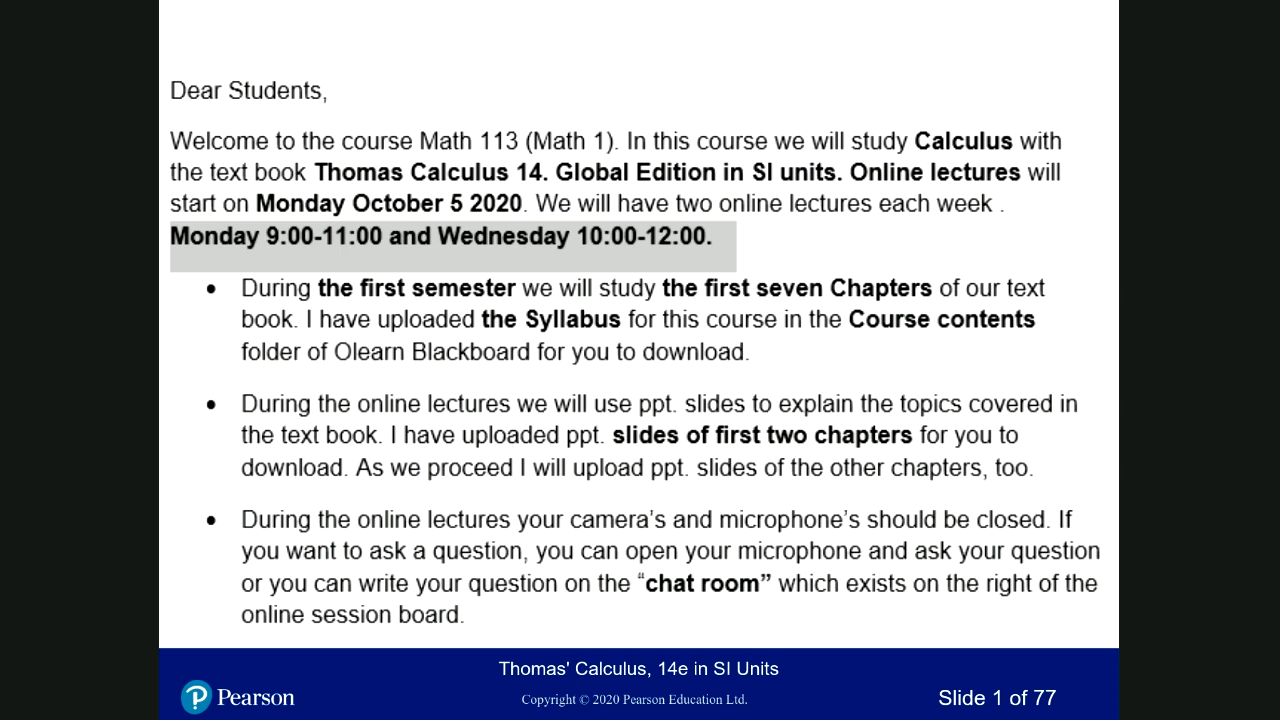 Dear Students,
Welcome to the course Math 113 (Math 1). In this course we will study Calculus with
the text book Thomas Calculus 14. Global Edition in SI units. Online lectures will
start on Monday October 5 2020. We will have two online lectures each week .
Monday 9:00-11:00 and Wednesday 10:00-12:00.
• During the first semester we will study the first seven Chapters of our text
book. I have uploaded the Syllabus for this course in the Course contents
folder of Olearn Blackboard for you to download.
• During the online lectures we will use ppt. slides to explain the topics covered in
the text book. I have uploaded ppt. slides of first two chapters for you to
download. As we proceed I will upload ppt. slides of the other chapters, too.
• During the online lectures your camera’s and microphone’s should be closed. If
you want to ask a question, you can open your microphone and ask your question
or you can write your question on the “chat room” which exists on the right of the
online session board.
Thomas' Calculus, 14e in SI Units
Pearson
Copyright © 2020 Pearson Education Ltd.
Slide 1 of 77